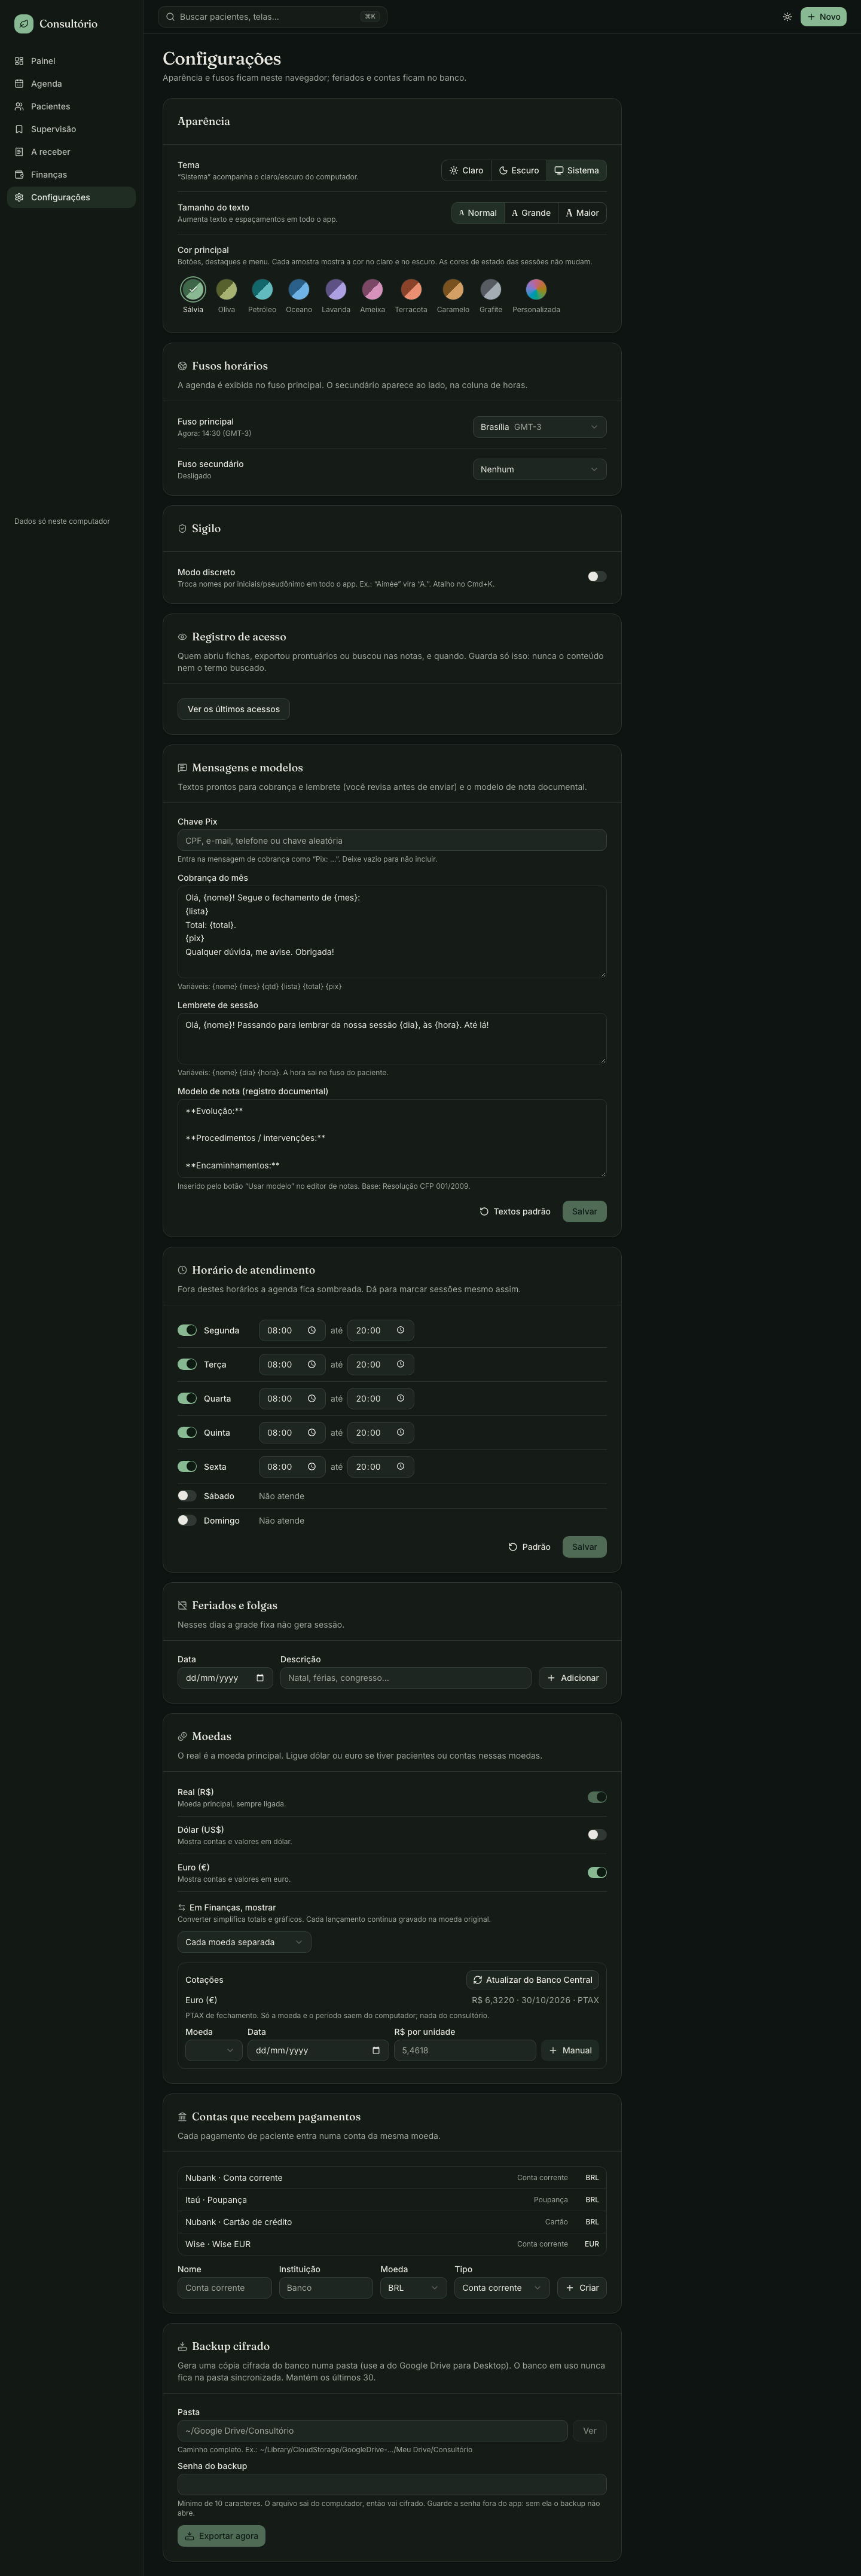 Consultório
Buscar pacientes, telas...
⌘K
Novo
Painel
Agenda
Pacientes
Supervisão
A receber
Finanças
Configurações
Dados só neste computador
Configurações
Aparência e fusos ficam neste navegador; feriados e contas ficam no banco.
Aparência
Tema
"Sistema" acompanha o claro/escuro do computador.
Claro
Escuro
Sistema
Tamanho do texto
Aumenta texto e espaçamentos em todo o app.
A Normal
A Grande
A Maior
Cor principal
Botões, destaques e menu. Cada amostra mostra a cor no claro e no escuro. As cores de estado das sessões não mudam.
Sálvia
Oliva
Petróleo
Oceano
Lavanda
Ameixa
Terracota
Caramelo
Grafite
Personalizada
Fusos horários
A agenda é exibida no fuso principal. O secundário aparece ao lado, na coluna de horas.
Fuso principal
Agora: 14:30 (GMT-3)
Brasília GMT-3
Fuso secundário
Desligado
Nenhum
Sigilo
Modo discreto
Troca nomes por iniciais/pseudônimo em todo o app. Ex.: "Aimée" vira "A.". Atalho no Cmd+K.
Registro de acesso
Quem abriu fichas, exportou prontuários ou buscou nas notas, e quando. Guarda só isso: nunca o conteúdo
nem o termo buscado.
Ver os últimos acessos
Mensagens e modelos
Textos prontos para cobrança e lembrete (você revisa antes de enviar) e o modelo de nota documental.
Chave Pix
CPF, e-mail, telefone ou chave aleatória
Entra na mensagem de cobrança como "Pix: ...". Deixe vazio para não incluir.
Cobrança do mês
Olá, {nome}! Segue o fechamento de {mes}:
{lista}
Total: {total}.
{pix}
Qualquer dúvida, me avise. Obrigada!
Variáveis: {nome} {mes} {qtd} {lista} {total} {pix}
Lembrete de sessão
Olá, {nome}! Passando para lembrar da nossa sessão {dia}, às {hora}. Até lá!
Variáveis: {nome} {dia} {hora}. A hora sai no fuso do paciente.
Modelo de nota (registro documental)
**Evolução:**
**Procedimentos / intervenções:**
**Encaminhamentos:**
Inserido pelo botão "Usar modelo" no editor de notas. Base: Resolução CFP 001/2009.
Textos padrão
Salvar
Horário de atendimento
Fora destes horários a agenda fica sombreada. Dá para marcar sessões mesmo assim.
Segunda 08:00 até 20:00
Terça 08:00 até 20:00
Quarta 08:00 até 20:00
Quinta 08:00 até 20:00
Sexta 08:00 até 20:00
Sábado Não atende
Domingo Não atende
Padrão
Salvar
Feriados e folgas
Nesses dias a grade fixa não gera sessão.
Data
Descrição
dd/mm/yyyy
Natal, férias, congresso...
Adicionar
Moedas
O real é a moeda principal. Ligue dólar ou euro se tiver pacientes ou contas nessas moedas.
Real (R$)
Moeda principal, sempre ligada.
Dólar (US$)
Mostra contas e valores em dólar.
Euro (€)
Mostra contas e valores em euro.
Em Finanças, mostrar
Converter simplifica totais e gráficos. Cada lançamento continua gravado na moeda original.
Cada moeda separada
Cotações
Atualizar do Banco Central
Euro (€)
R$ 6,3220 · 30/10/2026 · PTAX
PTAX de fechamento. Só a moeda e o período saem do computador; nada do consultório.
Moeda
Data
R$ por unidade
dd/mm/yyyy
5,4618
Manual
Contas que recebem pagamentos
Cada pagamento de paciente entra numa conta da mesma moeda.
Nubank · Conta corrente Conta corrente BRL
Itaú · Poupança Poupança BRL
Nubank · Cartão de crédito Cartão BRL
Wise · Wise EUR Conta corrente EUR
Nome
Instituição
Moeda
Tipo
Conta corrente
Banco
BRL
Conta corrente
Criar
Backup cifrado
Gera uma cópia cifrada do banco numa pasta (use a do Google Drive para Desktop). O banco em uso nunca
fica na pasta sincronizada. Mantém os últimos 30.
Pasta
~/Google Drive/Consultório
Ver
Caminho completo. Ex.: ~/Library/CloudStorage/GoogleDrive-.../Meu Drive/Consultório
Senha do backup
Mínimo de 10 caracteres. O arquivo sai do computador, então vai cifrado. Guarde a senha fora do app: sem ela o backup não
abre.
Exportar agora